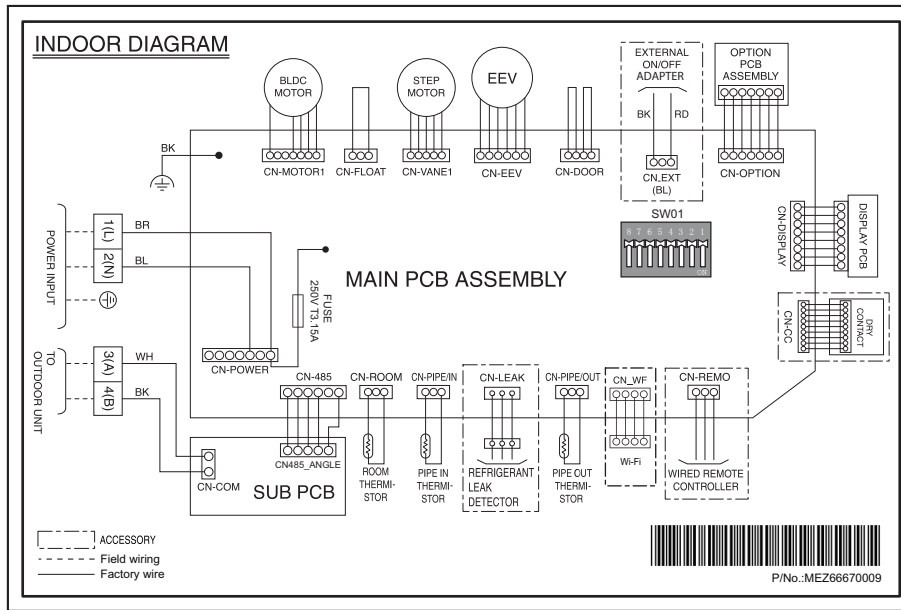 INDOOR DIAGRAM
BLDC
MOTOR
STEP
MOTOR
EEV
EXTERNAL
ON/OFF
ADAPTER
OPTION
PCB
ASSEMBLY
BK
RD
BK
CN-MOTOR1
CN-FLOAT
CN-VANE1
CN-EEV
CN-DOOR
CN_EXT
(BL)
CN-OPTION
SW01
8 7 6 5 4 3 2 1
ON
CN-DISPLAY
DISPLAY PCB
POWER INPUT
1(L)
BR
2(N)
BL
MAIN PCB ASSEMBLY
FUSE
250V T3.15A
CN-CC
DRY
CONTACT
TO
OUTDOOR UNIT
3(A)
WH
4(B)
BK
CN-POWER
CN-485
CN-ROOM
CN-PIPE/IN
CN-LEAK
CN-PIPE/OUT
CN_WF
CN-REMO
CN485_ANGLE
CN-COM
SUB PCB
ROOM
THERMI-
STOR
PIPE IN
THERMI-
STOR
REFRIGERANT
LEAK
DETECTOR
PIPE OUT
THERMI-
STOR
Wi-Fi
WIRED REMOTE
CONTROLLER
ACCESSORY
Field wiring
Factory wire
P/No.:MEZ66670009